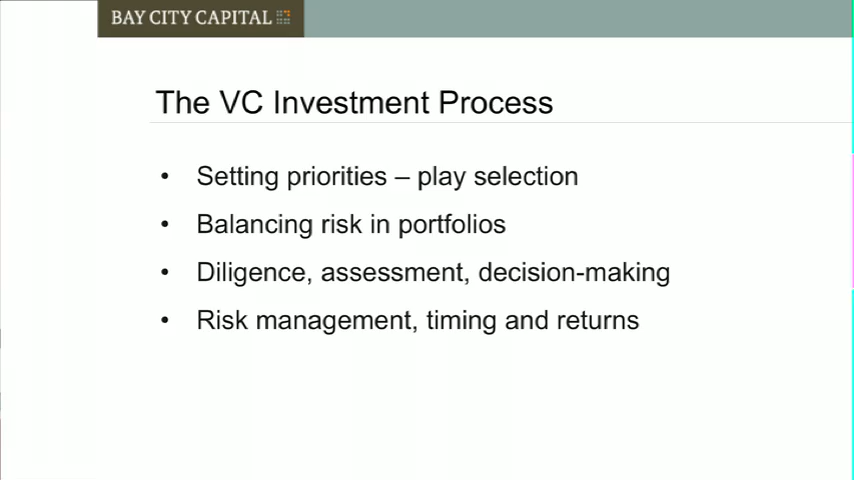 BAY CITY CAPITAL
The VC Investment Process
• Setting priorities – play selection
• Balancing risk in portfolios
• Diligence, assessment, decision-making
• Risk management, timing and returns